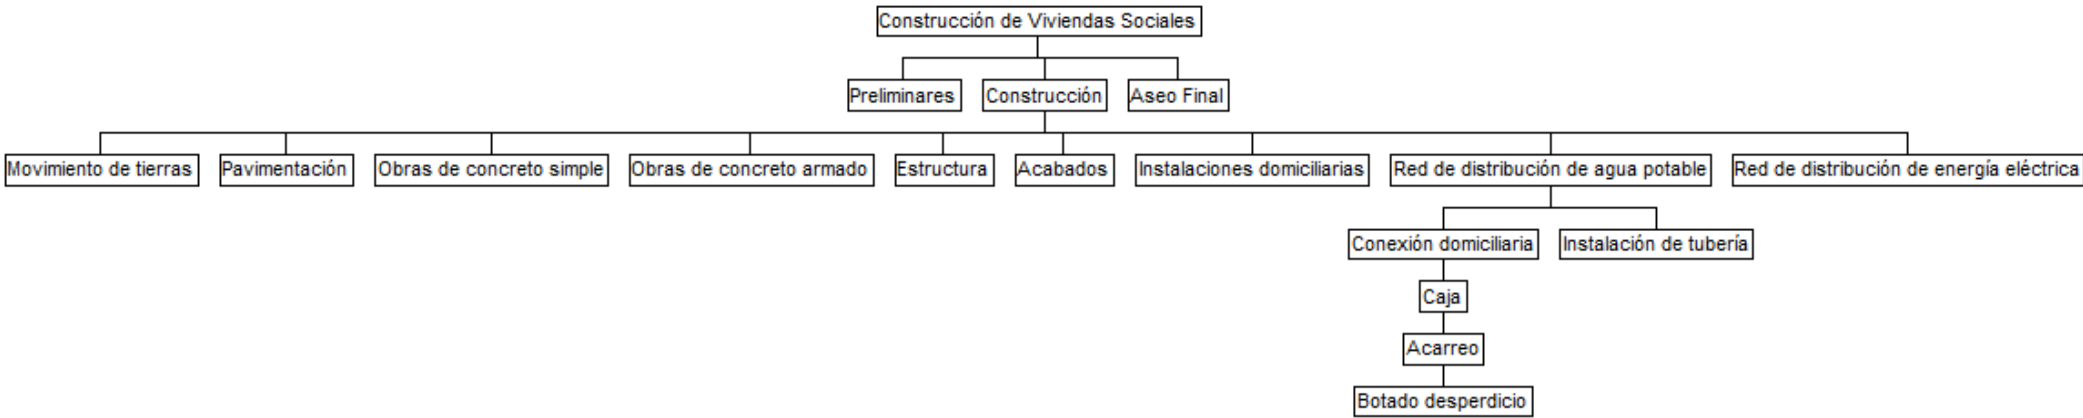 Construcción de Viviendas Sociales
Preliminares
Construcción
Aseo Final
Movimiento de tierras
Pavimentación
Obras de concreto simple
Obras de concreto armado
Estructura
Acabados
Instalaciones domiciliarias
Red de distribución de agua potable
Red de distribución de energía eléctrica
Conexión domiciliaria
Instalación de tubería
Caja
Acarreo
Botado desperdicio